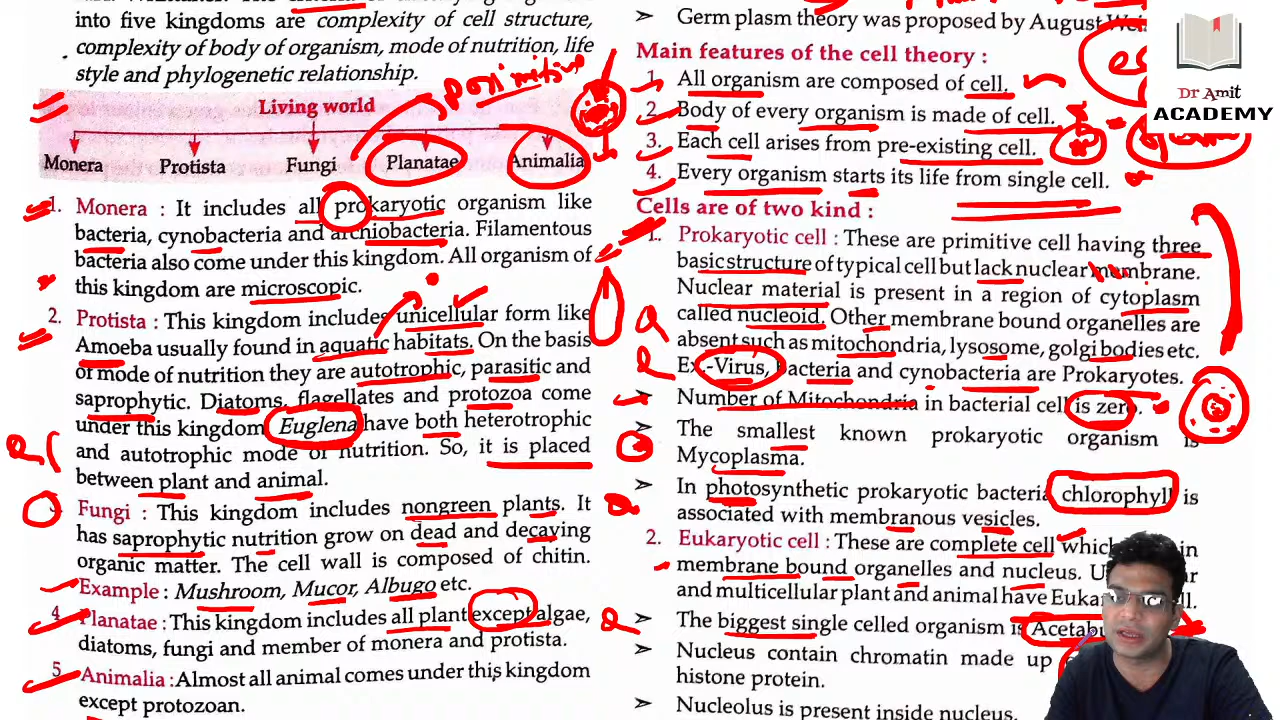 into five kingdoms are complexity of cell structure,
complexity of body of organism, mode of nutrition, life
style and phylogenetic relationship.
Living world
Monera Protista Fungi Planatae Animalia
1. Monera : It includes all prokaryotic organism like
bacteria, cynobacteria and archiobacteria. Filamentous
bacteria also come under this kingdom. All organism of
this kingdom are microscopic.
2. Protista : This kingdom includes unicellular form like
Amoeba usually found in aquatic habitats. On the basis
of mode of nutrition they are autotrophic, parasitic and
saprophytic. Diatoms, flagellates and protozoa come
under this kingdom Euglena have both heterotrophic
and autotrophic mode of nutrition. So, it is placed
between plant and animal.
Fungi : This kingdom includes nongreen plants. It
has saprophytic nutrition grow on dead and decaying
organic matter. The cell wall is composed of chitin.
Example : Mushroom, Mucor, Albugo etc.
4 Planatae : This kingdom includes all plant except algae,
diatoms, fungi and member of monera and protista.
5 Animalia : Almost all animal comes under this kingdom
except protozoan.
➢ Germ plasm theory was proposed by August
Main features of the cell theory :
1. All organism are composed of cell.
2. Body of every organism is made of cell.
3. Each cell arises from pre-existing cell.
4. Every organism starts its life from single cell.
Cells are of two kind :
1. Prokaryotic cell : These are primitive cell having three
basic structure of typical cell but lack nuclear membrane.
Nuclear material is present in a region of cytoplasm
called nucleoid. Other membrane bound organelles are
absent such as mitochondria, lysosome, golgi bodies etc.
Ex.-Virus, bacteria and cynobacteria are Prokaryotes.
Number of Mitochondria in bacterial cell is zero.
➢ The smallest known prokaryotic organism is
Mycoplasma.
➢ In photosynthetic prokaryotic bacteria chlorophyll is
associated with membranous vesicles.
2. Eukaryotic cell : These are complete cell which in
membrane bound organelles and nucleus.
and multicellular plant and animal have
➢ The biggest single celled organism is
➢ Nucleus contain chromatin made up
histone protein.
➢ Nucleolus is present inside nucleus.
primitive
Dr Amit
ACADEMY